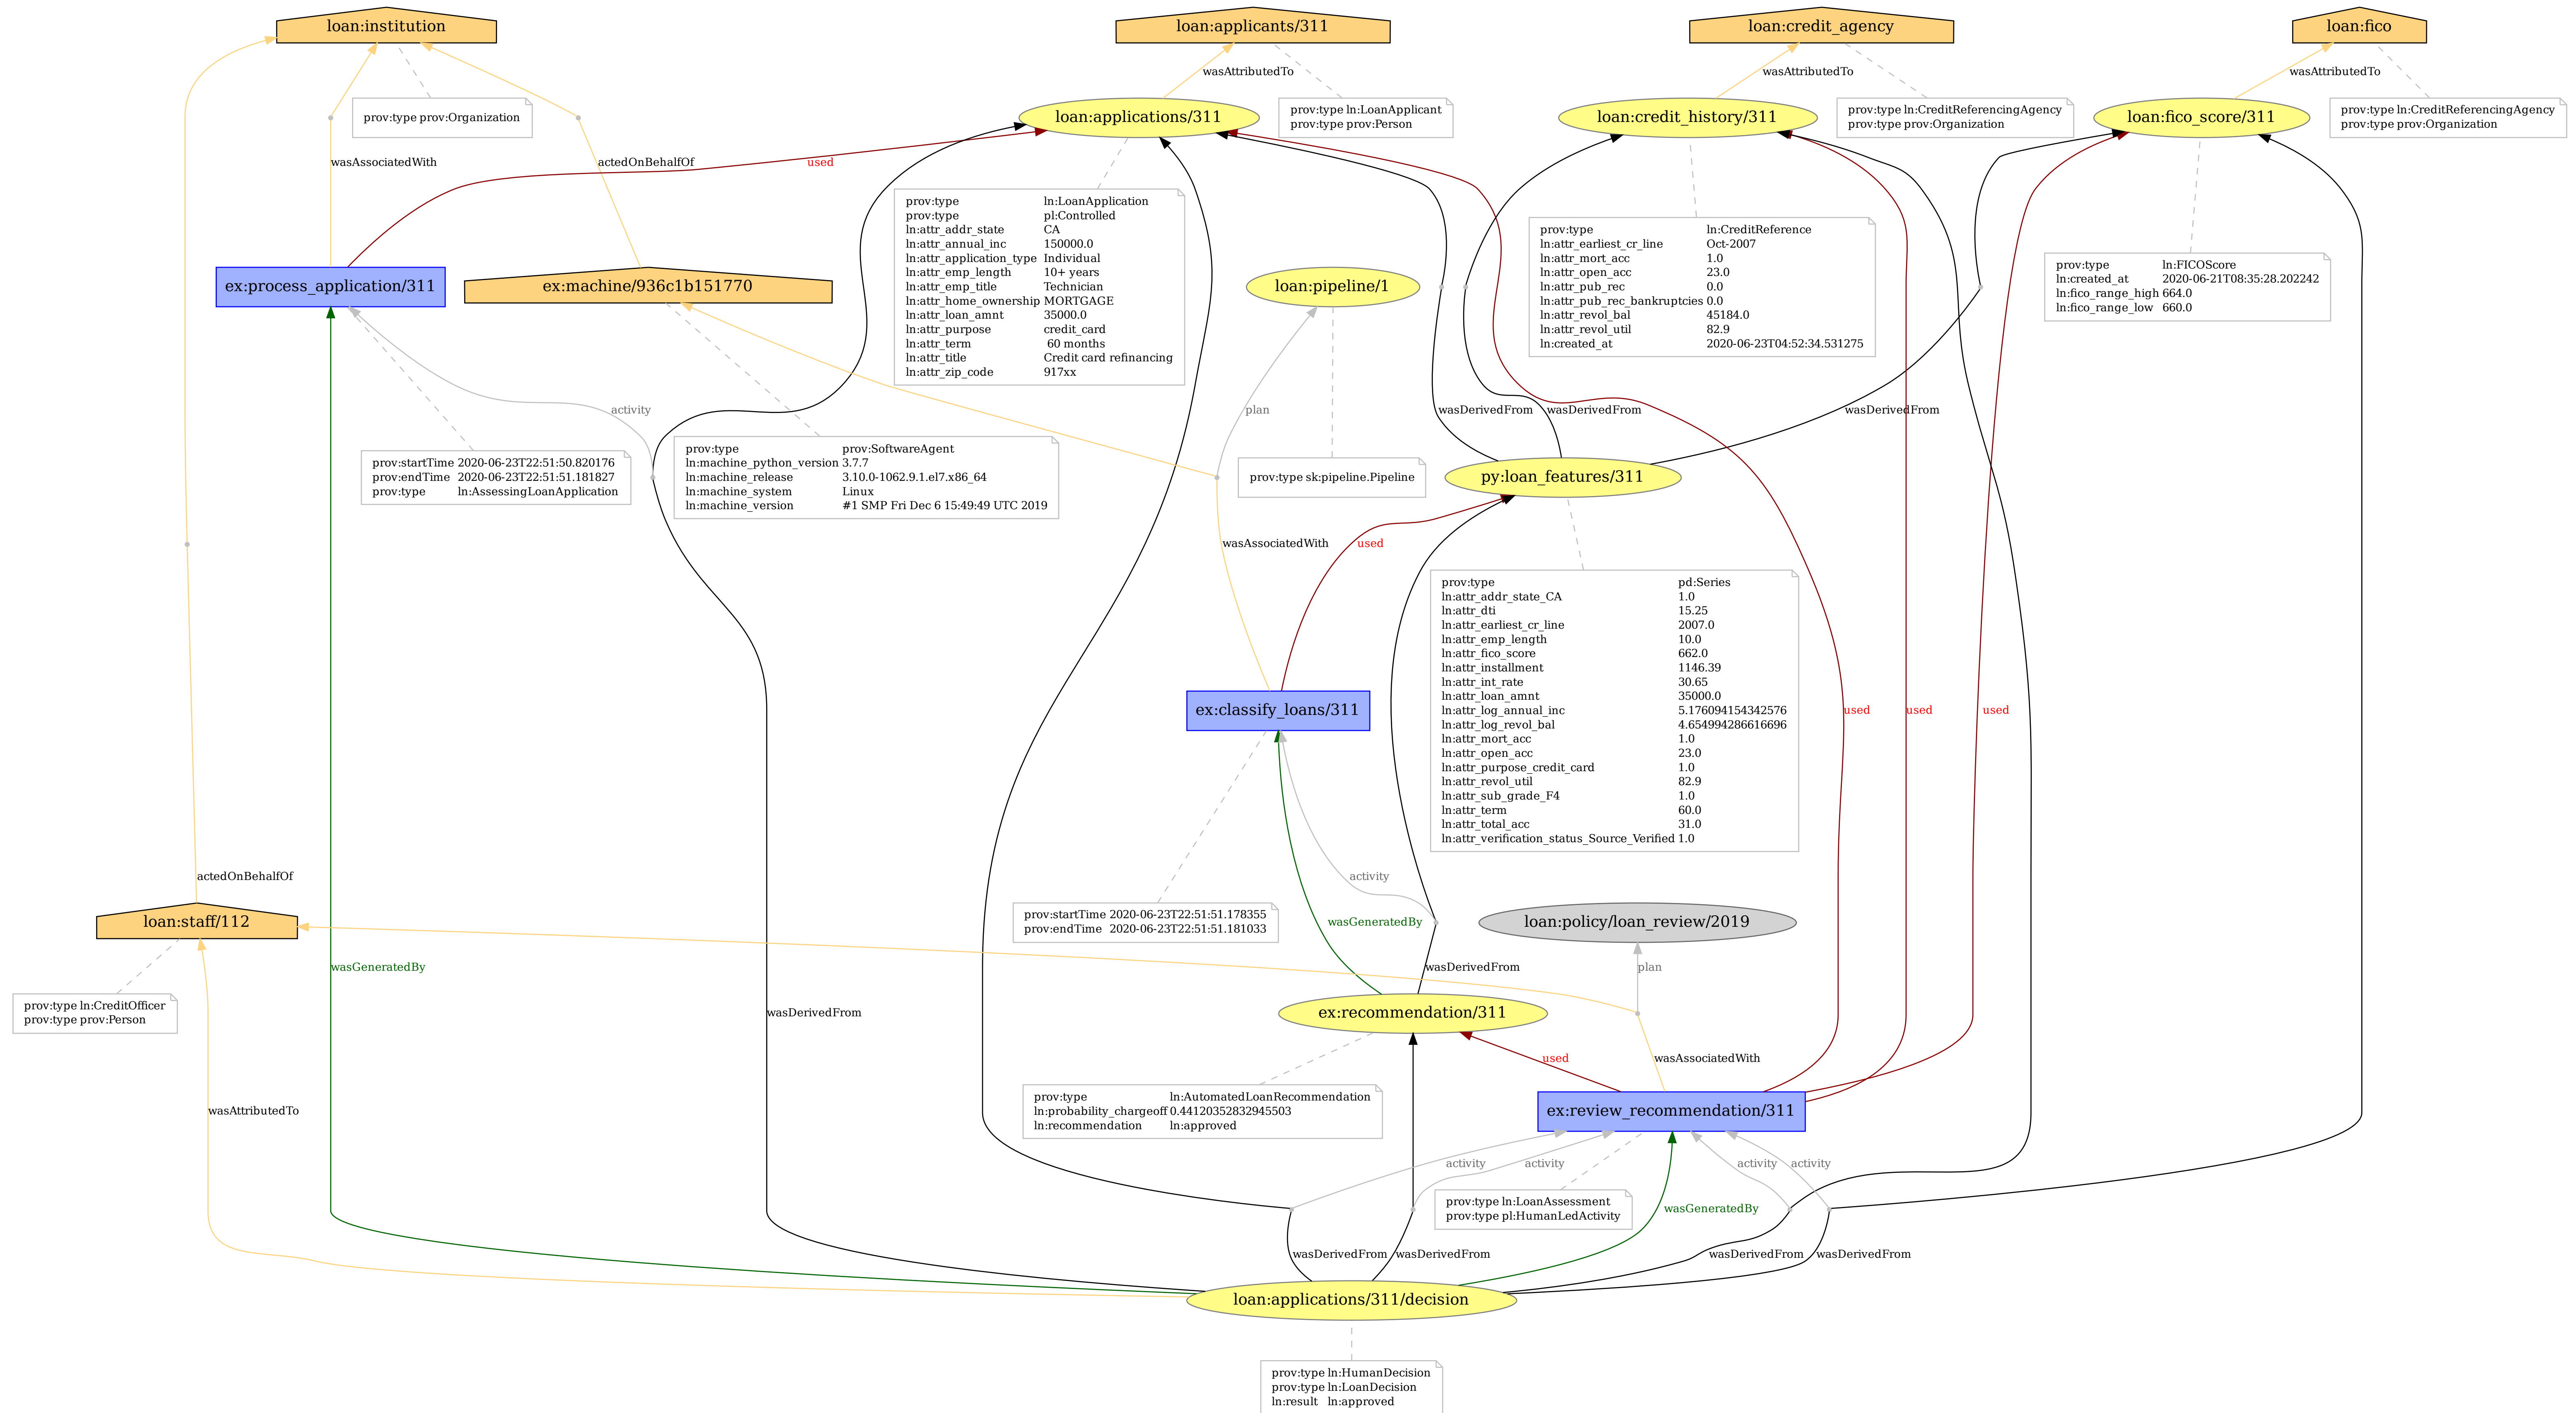 loan:institution
loan:applicants/311
loan:credit_agency
loan:fico
wasAttributedTo
wasAttributedTo
wasAttributedTo
prov:type prov:Organization
loan:applications/311
prov:type ln:LoanApplicant
prov:type prov:Person
loan:credit_history/311
prov:type ln:CreditReferencingAgency
prov:type prov:Organization
loan:fico_score/311
prov:type ln:CreditReferencingAgency
prov:type prov:Organization
wasAssociatedWith
actedOnBehalfOf
used
prov:type ln:LoanApplication
prov:type pl:Controlled
ln:attr_addr_state CA
ln:attr_annual_inc 150000.0
ln:attr_application_type Individual
ln:attr_emp_length 10+ years
ln:attr_emp_title Technician
ln:attr_home_ownership MORTGAGE
ln:attr_loan_amnt 35000.0
ln:attr_purpose credit_card
ln:attr_term 60 months
ln:attr_title Credit card refinancing
ln:attr_zip_code 917xx
prov:type ln:CreditReference
ln:attr_earliest_cr_line Oct-2007
ln:attr_mort_acc 1.0
ln:attr_open_acc 23.0
ln:attr_pub_rec 0.0
ln:attr_pub_rec_bankruptcies 0.0
ln:attr_revol_bal 45184.0
ln:attr_revol_util 82.9
ln:created_at 2020-06-23T04:52:34.531275
prov:type ln:FICOScore
ln:created_at 2020-06-21T08:35:28.202242
ln:fico_range_high 664.0
ln:fico_range_low 660.0
ex:process_application/311
ex:machine/936c1b151770
loan:pipeline/1
activity
plan
wasDerivedFrom
wasDerivedFrom
wasDerivedFrom
prov:startTime 2020-06-23T22:51:50.820176
prov:endTime 2020-06-23T22:51:51.181827
prov:type ln:AssessingLoanApplication
prov:type prov:SoftwareAgent
ln:machine_python_version 3.7.7
ln:machine_release 3.10.0-1062.9.1.el7.x86_64
ln:machine_system Linux
ln:machine_version #1 SMP Fri Dec 6 15:49:49 UTC 2019
prov:type sk:pipeline.Pipeline
py:loan_features/311
wasAssociatedWith
used
prov:type pd:Series
ln:attr_addr_state_CA 1.0
ln:attr_dti 15.25
ln:attr_earliest_cr_line 2007.0
ln:attr_emp_length 10.0
ln:attr_fico_score 662.0
ln:attr_installment 1146.39
ln:attr_int_rate 30.65
ln:attr_loan_amnt 35000.0
ln:attr_log_annual_inc 5.176094154342576
ln:attr_log_revol_bal 4.654994286616696
ln:attr_mort_acc 1.0
ln:attr_open_acc 23.0
ln:attr_purpose_credit_card 1.0
ln:attr_revol_util 82.9
ln:attr_sub_grade_F4 1.0
ln:attr_term 60.0
ln:attr_total_acc 31.0
ln:attr_verification_status_Source_Verified 1.0
ex:classify_loans/311
used
used
used
actedOnBehalfOf
activity
loan:staff/112
prov:startTime 2020-06-23T22:51:51.178355
prov:endTime 2020-06-23T22:51:51.181033
wasGeneratedBy
loan:policy/loan_review/2019
wasGeneratedBy
wasDerivedFrom
plan
prov:type ln:CreditOfficer
prov:type prov:Person
wasDerivedFrom
ex:recommendation/311
used
wasAssociatedWith
prov:type ln:AutomatedLoanRecommendation
ln:probability_chargeoff 0.44120352832945503
ln:recommendation ln:approved
wasAttributedTo
ex:review_recommendation/311
activity
activity
activity
activity
prov:type ln:LoanAssessment
prov:type pl:HumanLedActivity
wasGeneratedBy
wasDerivedFrom
wasDerivedFrom
wasDerivedFrom
wasDerivedFrom
loan:applications/311/decision
prov:type ln:HumanDecision
prov:type ln:LoanDecision
ln:result ln:approved